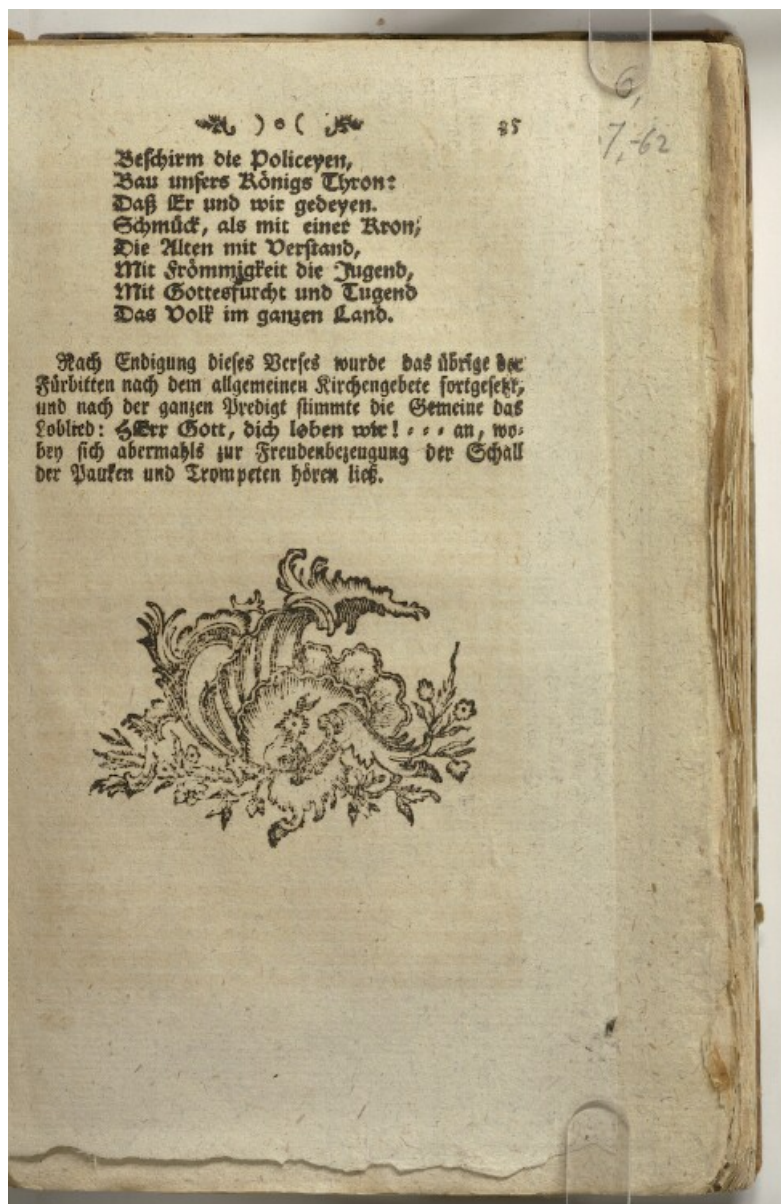 ) o ( 35
Beschirm die Policeyen,
Bau unsers Königs Thron:
Daß Er und wir gedeyen.
Schmück, als mit einer Kron,
Die Alten mit Verstand,
Mit Frömmigkeit die Jugend,
Mit Gottesfurcht und Tugend
Das Volk im ganzen Land.
Nach Endigung dieses Verses wurde das übrige der
Fürbitten nach dem allgemeinen Kirchengebete fortgesetzt,
und nach der ganzen Predigt stimmte die Gemeine das
Loblied: HErr Gott, dich loben wir! = = = an, wo=
bey sich abermahls zur Freudenbezeugung der Schall
der Pauken und Trompeten hören ließ.
6,
7,-62